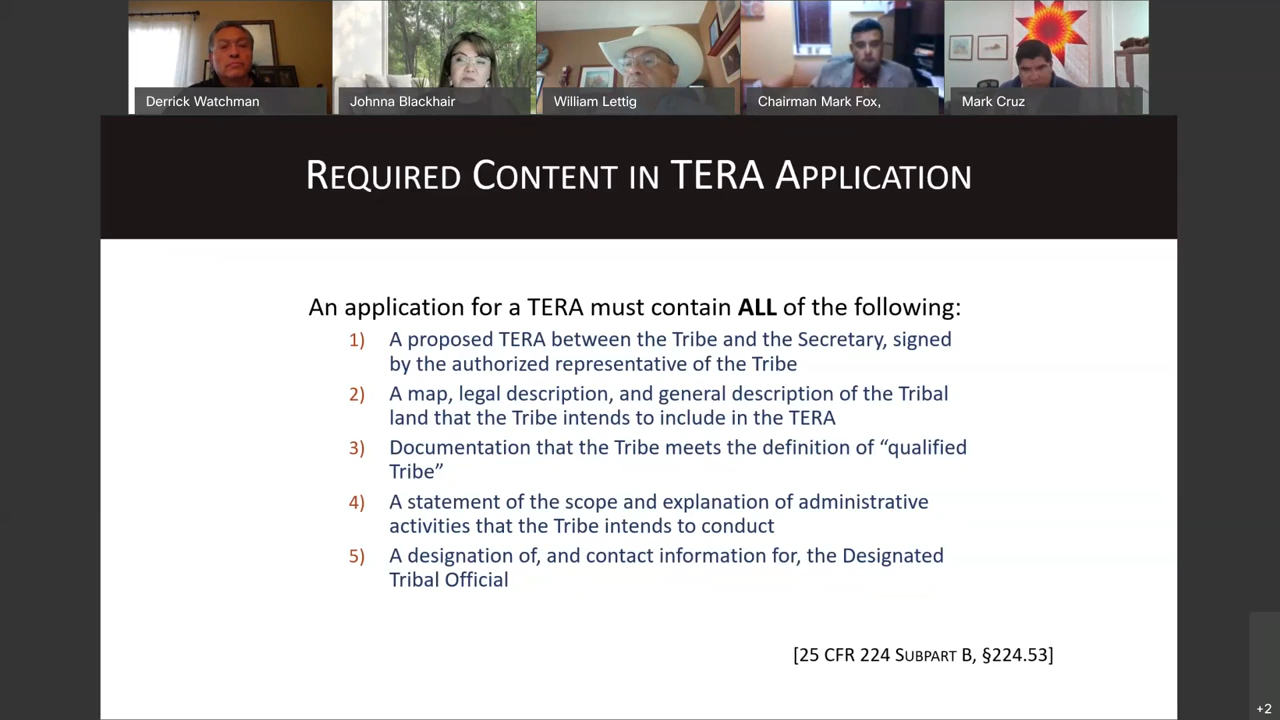 Derrick Watchman
Johnna Blackhair
William Lettig
Chairman Mark Fox,
Mark Cruz
REQUIRED CONTENT IN TERA APPLICATION
An application for a TERA must contain ALL of the following:
1) A proposed TERA between the Tribe and the Secretary, signed
by the authorized representative of the Tribe
2) A map, legal description, and general description of the Tribal
land that the Tribe intends to include in the TERA
3) Documentation that the Tribe meets the definition of “qualified
Tribe”
4) A statement of the scope and explanation of administrative
activities that the Tribe intends to conduct
5) A designation of, and contact information for, the Designated
Tribal Official
[25 CFR 224 SUBPART B, §224.53]
+2